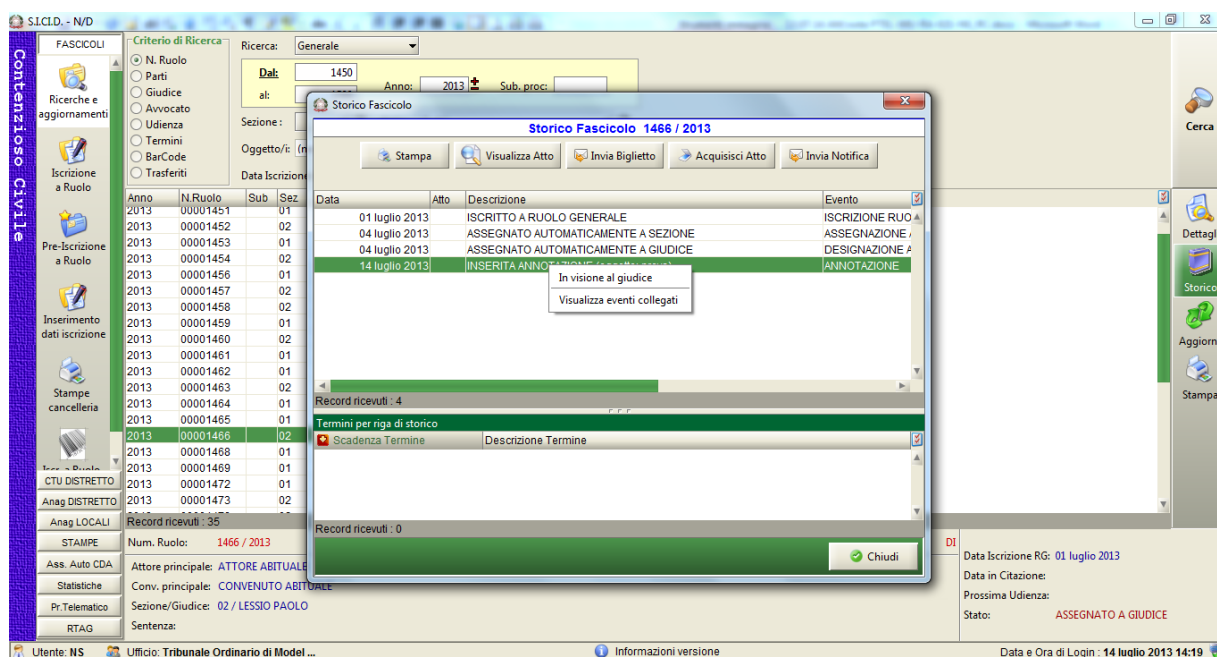 S.I.CI.D. - N/D
Contenzioso Civile
FASCICOLI
Ricerche e
aggiornamenti
Iscrizione
a Ruolo
Pre-Iscrizione
a Ruolo
Inserimento
dati iscrizione
Stampe
cancelleria
CTU DISTRETTO
Anag DISTRETTO
Anag LOCALI
STAMPE
Ass. Auto CDA
Statistiche
Pr.Telematico
RTAG
Criterio di Ricerca
N. Ruolo
Parti
Giudice
Avvocato
Udienza
Termini
BarCode
Trasferiti
Ricerca: Generale
Dal: 1450
al:
Anno: 2013 Sub. proc:
Sezione :
Oggetto/i:
Data Iscrizione
Cerca
Anno N.Ruolo Sub Sez
2013 00001451 01
2013 00001452 02
2013 00001453 01
2013 00001454 02
2013 00001456 01
2013 00001457 02
2013 00001458 02
2013 00001459 01
2013 00001460 02
2013 00001461 01
2013 00001462 01
2013 00001463 02
2013 00001464 01
2013 00001465 01
2013 00001466 02
2013 00001468 01
2013 00001469 01
2013 00001472 01
2013 00001473 02
Record ricevuti : 35
Storico Fascicolo
Storico Fascicolo 1466 / 2013
Stampa Visualizza Atto Invia Biglietto Acquisisci Atto Invia Notifica
Data Atto Descrizione Evento
01 luglio 2013 ISCRITTO A RUOLO GENERALE ISCRIZIONE RUO
04 luglio 2013 ASSEGNATO AUTOMATICAMENTE A SEZIONE ASSEGNAZIONE
04 luglio 2013 ASSEGNATO AUTOMATICAMENTE A GIUDICE DESIGNAZIONE
14 luglio 2013 INSERITA ANNOTAZIONE ANNOTAZIONE
In visione al giudice
Visualizza eventi collegati
Record ricevuti : 4
Termini per riga di storico
Scadenza Termine Descrizione Termine
Record ricevuti : 0
Chiudi
Dettagl
Storico
Aggiorn
Stampa
Num. Ruolo: 1466 / 2013 DI
Attore principale: ATTORE ABITUALE
Conv. principale: CONVENUTO ABITUALE
Sezione/Giudice: 02 / LESSIO PAOLO
Sentenza:
Data Iscrizione RG: 01 luglio 2013
Data in Citazione:
Prossima Udienza:
Stato: ASSEGNATO A GIUDICE
Utente: NS Ufficio: Tribunale Ordinario di Model ... Informazioni versione Data e Ora di Login : 14 luglio 2013 14:19